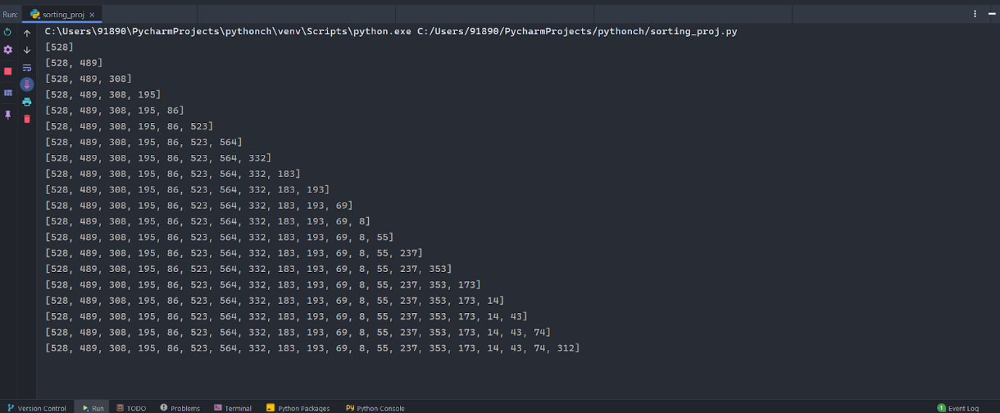 Run: sorting_proj ×
C:\Users\91890\PycharmProjects\pythonch\venv\Scripts\python.exe C:/Users/91890/PycharmProjects/pythonch/sorting_proj.py
[528]
[528, 489]
[528, 489, 308]
[528, 489, 308, 195]
[528, 489, 308, 195, 86]
[528, 489, 308, 195, 86, 523]
[528, 489, 308, 195, 86, 523, 564]
[528, 489, 308, 195, 86, 523, 564, 332]
[528, 489, 308, 195, 86, 523, 564, 332, 183]
[528, 489, 308, 195, 86, 523, 564, 332, 183, 193]
[528, 489, 308, 195, 86, 523, 564, 332, 183, 193, 69]
[528, 489, 308, 195, 86, 523, 564, 332, 183, 193, 69, 8]
[528, 489, 308, 195, 86, 523, 564, 332, 183, 193, 69, 8, 55]
[528, 489, 308, 195, 86, 523, 564, 332, 183, 193, 69, 8, 55, 237]
[528, 489, 308, 195, 86, 523, 564, 332, 183, 193, 69, 8, 55, 237, 353]
[528, 489, 308, 195, 86, 523, 564, 332, 183, 193, 69, 8, 55, 237, 353, 173]
[528, 489, 308, 195, 86, 523, 564, 332, 183, 193, 69, 8, 55, 237, 353, 173, 14]
[528, 489, 308, 195, 86, 523, 564, 332, 183, 193, 69, 8, 55, 237, 353, 173, 14, 43]
[528, 489, 308, 195, 86, 523, 564, 332, 183, 193, 69, 8, 55, 237, 353, 173, 14, 43, 74]
[528, 489, 308, 195, 86, 523, 564, 332, 183, 193, 69, 8, 55, 237, 353, 173, 14, 43, 74, 312]
Version Control Run TODO Problems Terminal Python Packages Python Console 1 Event Log